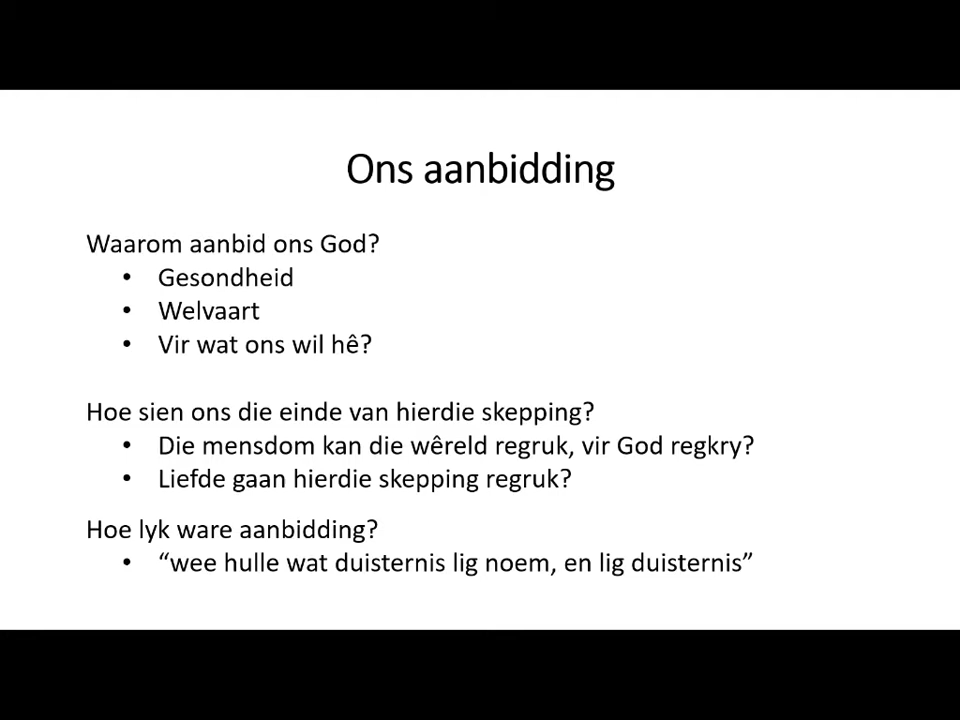 Ons aanbidding
Waarom aanbid ons God?
• Gesondheid
• Welvaart
• Vir wat ons wil hê?
Hoe sien ons die einde van hierdie skepping?
• Die mensdom kan die wêreld regruk, vir God regkry?
• Liefde gaan hierdie skepping regruk?
Hoe lyk ware aanbidding?
• “wee hulle wat duisternis lig noem, en lig duisternis”